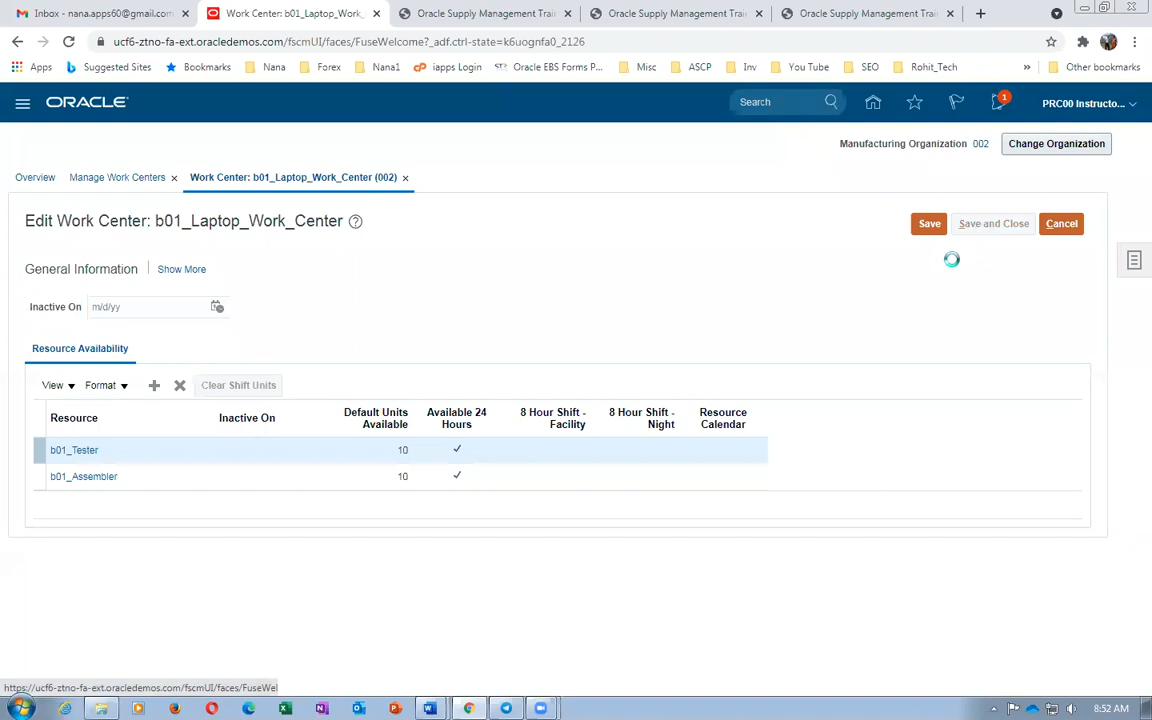 Inbox - nana.apps60@gmail.com
Work Center: b01_Laptop_Work_
Oracle Supply Management Trai
Oracle Supply Management Trai
Oracle Supply Management Trai
ucf6-ztno-fa-ext.oracledemos.com/fscmUI/faces/FuseWelcome?_adf.ctrl-state=k6uognfa0_2126
Apps Suggested Sites Bookmarks Nana Forex Nana1 iapps Login Oracle EBS Forms P... Misc ASCP Inv You Tube SEO Rohit_Tech » Other bookmarks
ORACLE Search 1 PRC00 Instructo...
Manufacturing Organization 002 Change Organization
Overview Manage Work Centers Work Center: b01_Laptop_Work_Center (002)
Edit Work Center: b01_Laptop_Work_Center Save Save and Close Cancel
General Information Show More
Inactive On m/d/yy
Resource Availability
View Format Clear Shift Units
Resource Inactive On Default Units Available Available 24 Hours 8 Hour Shift - Facility 8 Hour Shift - Night Resource Calendar
b01_Tester 10
b01_Assembler 10
https://ucf6-ztno-fa-ext.oracledemos.com/fscmUI/faces/FuseWel
8:52 AM